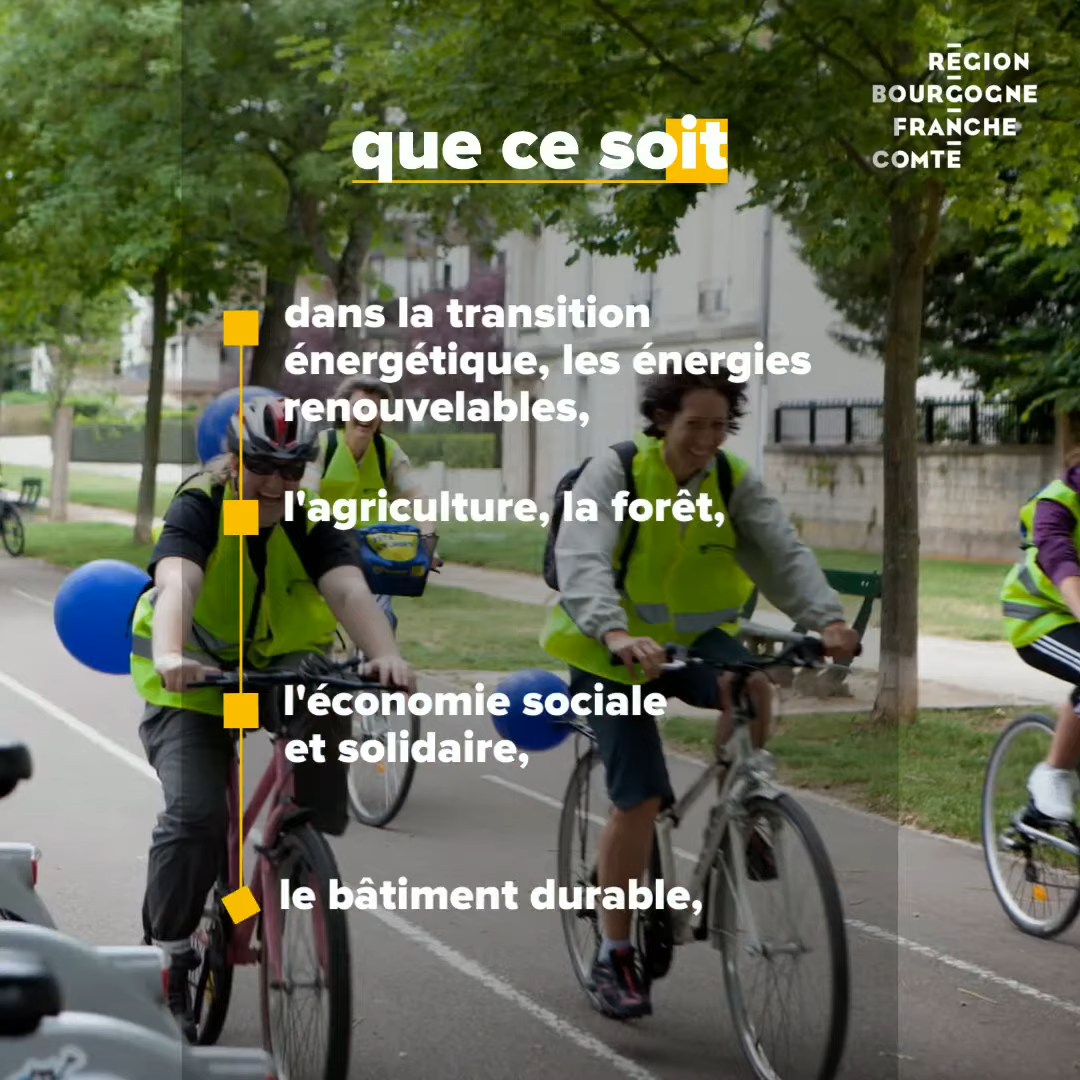 RÉGION
BOURGOGNE
FRANCHE
COMTÉ
que ce soit
dans la transition
énergétique, les énergies
renouvelables,
l'agriculture, la forêt,
l'économie sociale
et solidaire,
le bâtiment durable,